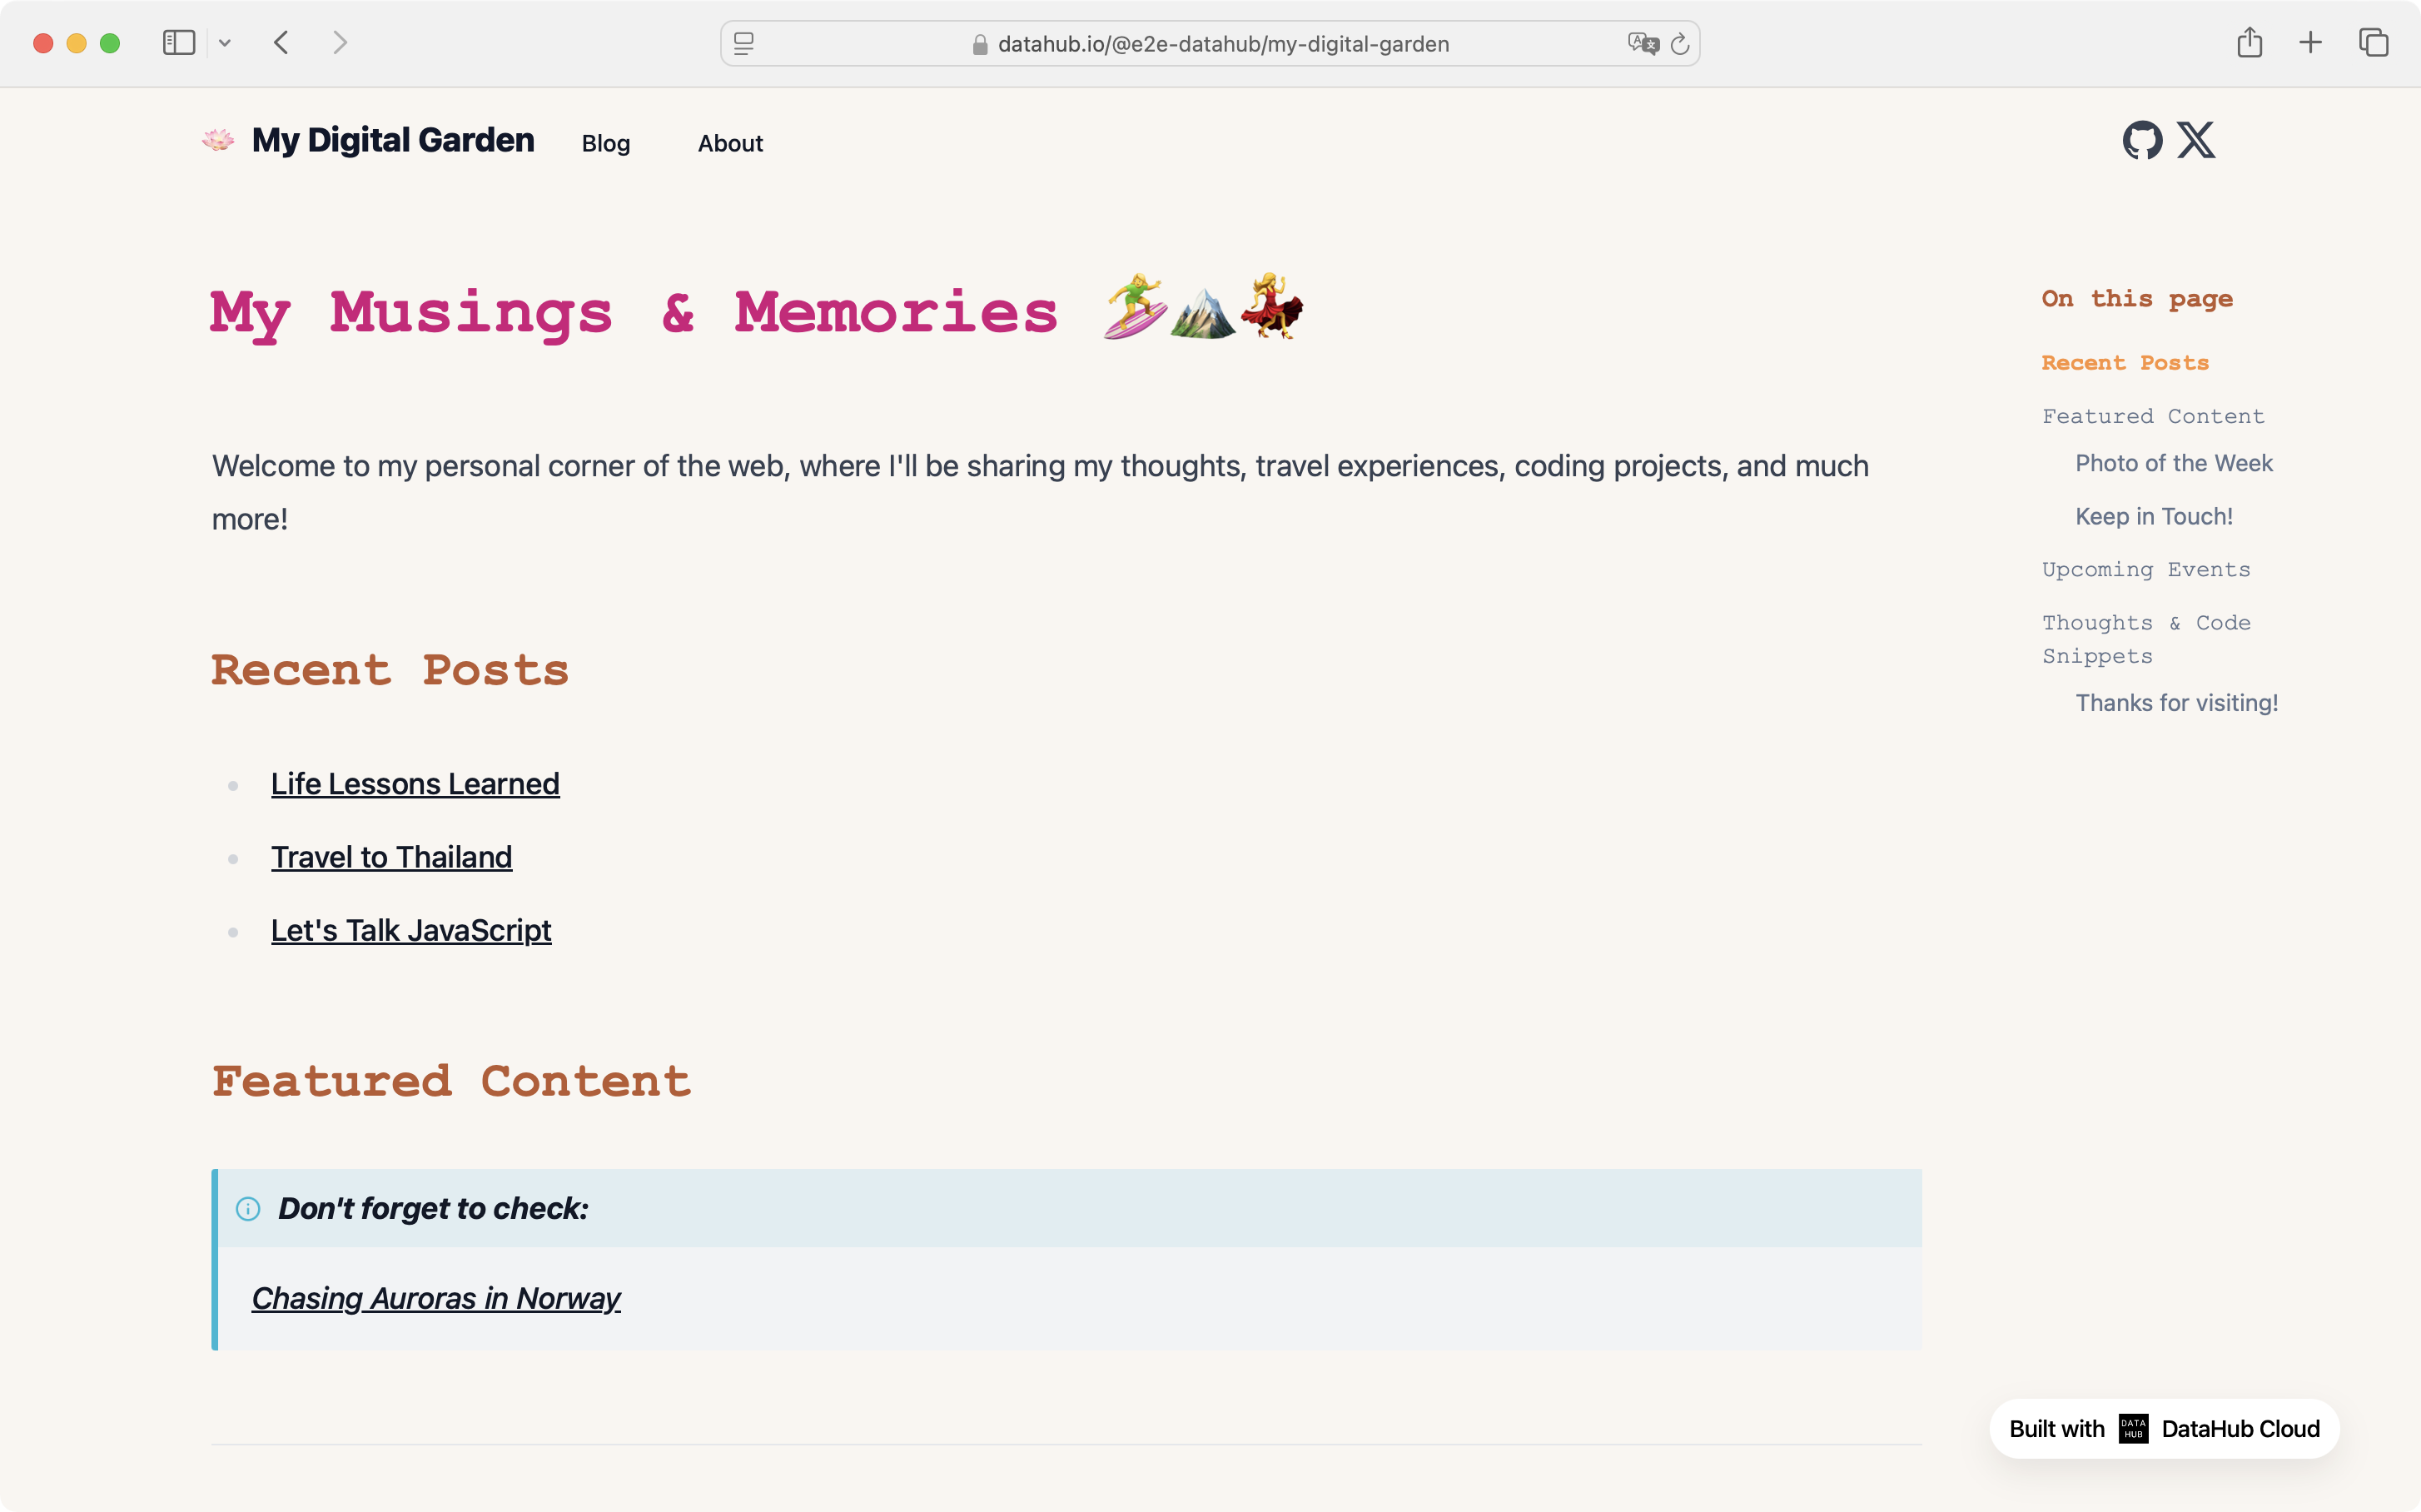 datahub.io/@e2e-datahub/my-digital-garden
My Digital Garden
Blog
About
My Musings & Memories 🏄⛰️💃
On this page
Recent Posts
Featured Content
Photo of the Week
Keep in Touch!
Upcoming Events
Thoughts & Code
Snippets
Thanks for visiting!
Welcome to my personal corner of the web, where I'll be sharing my thoughts, travel experiences, coding projects, and much
more!
Recent Posts
Life Lessons Learned
Travel to Thailand
Let's Talk JavaScript
Featured Content
Don't forget to check:
Chasing Auroras in Norway
Built with DATA HUB DataHub Cloud